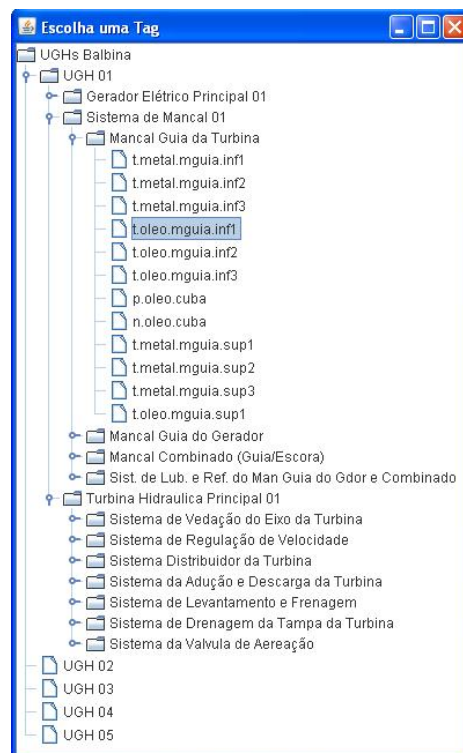 Escolha uma Tag
UGHs Balbina
UGH 01
Gerador Elétrico Principal 01
Sistema de Mancal 01
Mancal Guia da Turbina
t.metal.mguia.inf1
t.metal.mguia.inf2
t.metal.mguia.inf3
t.oleo.mguia.inf1
t.oleo.mguia.inf2
t.oleo.mguia.inf3
p.oleo.cuba
n.oleo.cuba
t.metal.mguia.sup1
t.metal.mguia.sup2
t.metal.mguia.sup3
t.oleo.mguia.sup1
Mancal Guia do Gerador
Mancal Combinado (Guia/Escora)
Sist. de Lub. e Ref. do Man Guia do Gdor e Combinado
Turbina Hidraulica Principal 01
Sistema de Vedação do Eixo da Turbina
Sistema de Regulação de Velocidade
Sistema Distribuidor da Turbina
Sistema da Adução e Descarga da Turbina
Sistema de Levantamento e Frenagem
Sistema de Drenagem da Tampa da Turbina
Sistema da Valvula de Aereação
UGH 02
UGH 03
UGH 04
UGH 05